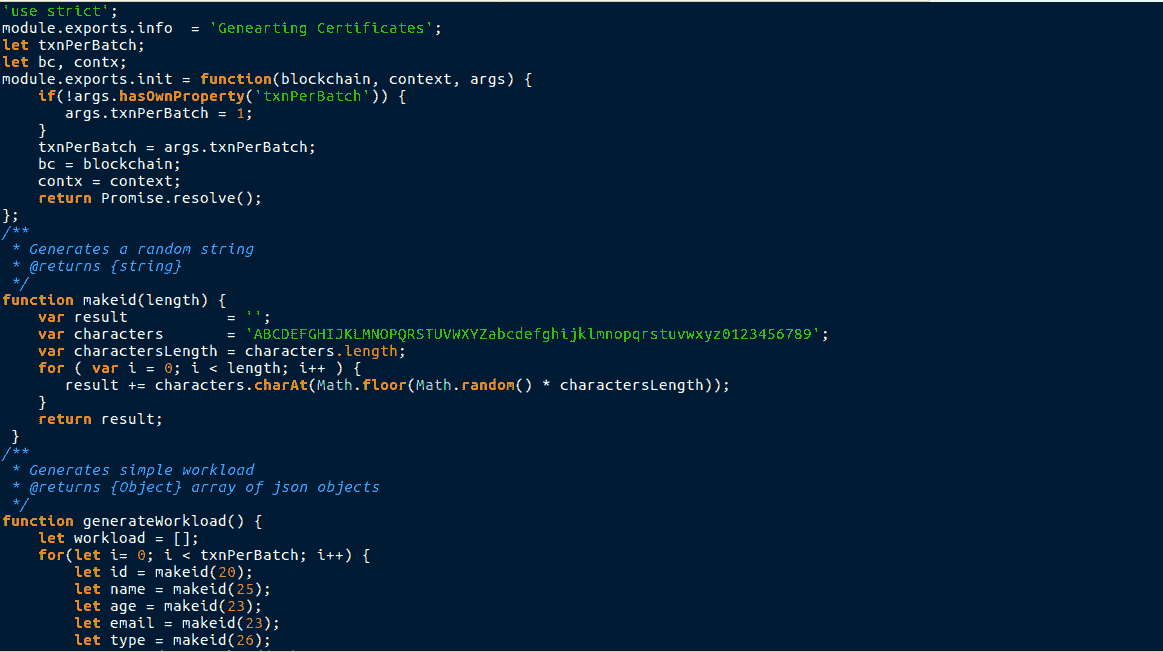 'use strict';
module.exports.info  = 'Genearting Certificates';
let txnPerBatch;
let bc, contx;
module.exports.init = function(blockchain, context, args) {
    if(!args.hasOwnProperty('txnPerBatch')) {
       args.txnPerBatch = 1;
    }
    txnPerBatch = args.txnPerBatch;
    bc = blockchain;
    contx = context;
    return Promise.resolve();
};
/**
 * Generates a random string
 * @returns {string}
 */
function makeid(length) {
    var result           = '';
    var characters       = 'ABCDEFGHIJKLMNOPQRSTUVWXYZabcdefghijklmnopqrstuvwxyz0123456789';
    var charactersLength = characters.length;
    for ( var i = 0; i < length; i++ ) {
       result += characters.charAt(Math.floor(Math.random() * charactersLength));
    }
    return result;
 }
/**
 * Generates simple workload
 * @returns {Object} array of json objects
 */
function generateWorkload() {
    let workload = [];
    for(let i= 0; i < txnPerBatch; i++) {
        let id = makeid(20);
        let name = makeid(25);
        let age = makeid(23);
        let email = makeid(23);
        let type = makeid(26);